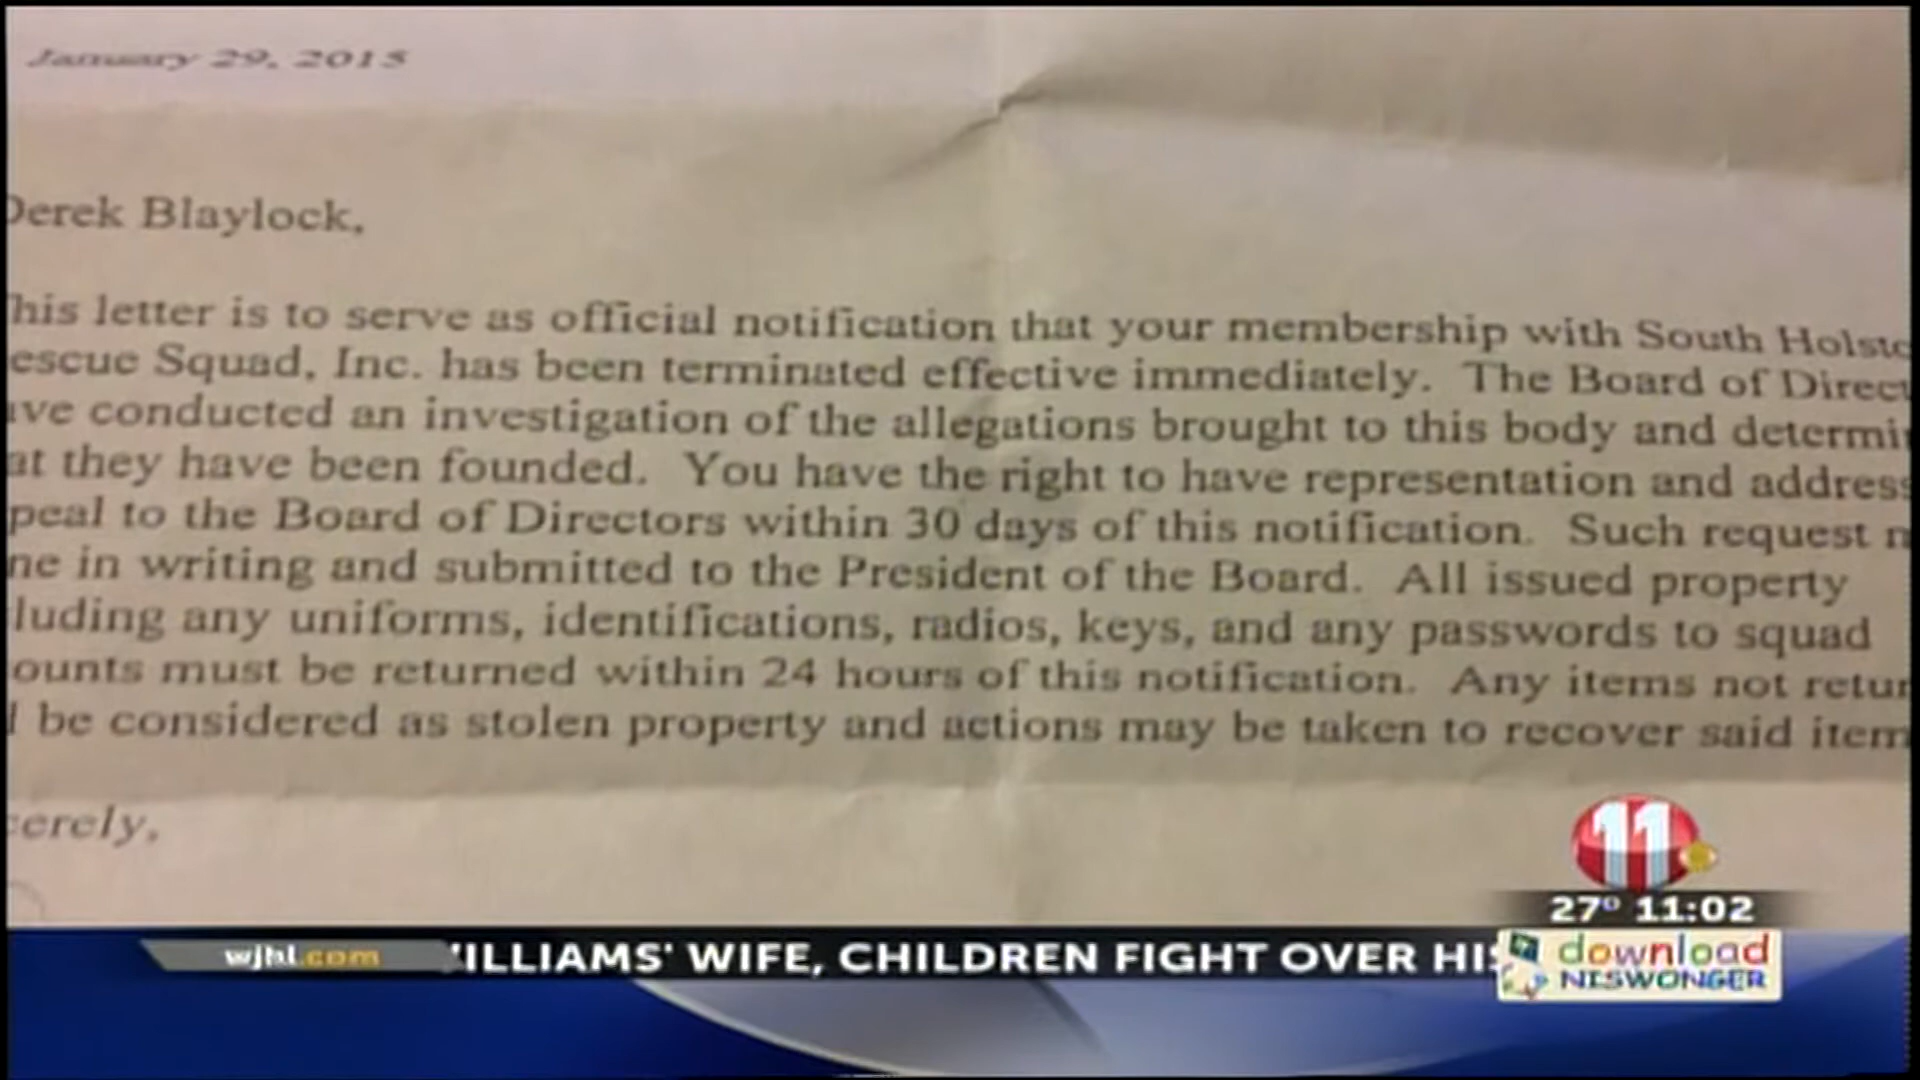 January 29, 2015
Derek Blaylock,
his letter is to serve as official notification that your membership with South Holsto
escue Squad, Inc. has been terminated effective immediately. The Board of Direct
ave conducted an investigation of the allegations brought to this body and determi
at they have been founded. You have the right to have representation and address
peal to the Board of Directors within 30 days of this notification. Such request m
ne in writing and submitted to the President of the Board. All issued property
luding any uniforms, identifications, radios, keys, and any passwords to squad
ounts must be returned within 24 hours of this notification. Any items not retur
l be considered as stolen property and actions may be taken to recover said item
cerely,
11
27° 11:02
wjhl.com
ILLIAMS' WIFE, CHILDREN FIGHT OVER HIS
download
NISWONGER